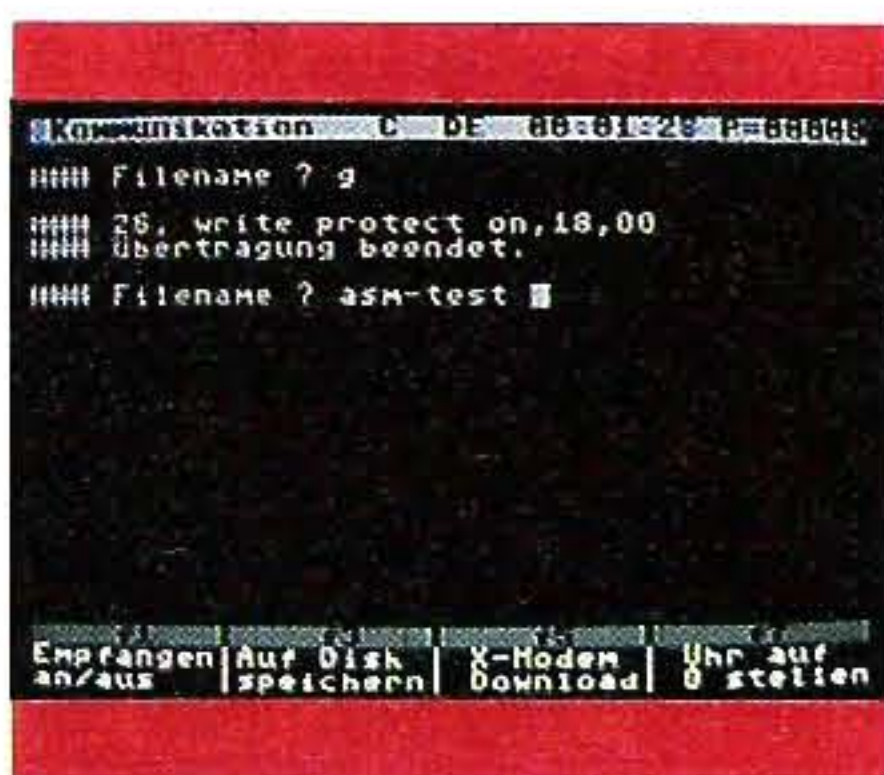 Kommunikation C DE 00:01:28 P=00000
#### Filename ? g
#### 26, write protect on,18,00
#### Übertragung beendet.
#### Filename ? asm-test
Empfangen|Auf Disk | X-Modem | Uhr auf
an/aus |speichern| Download| 0 stellen